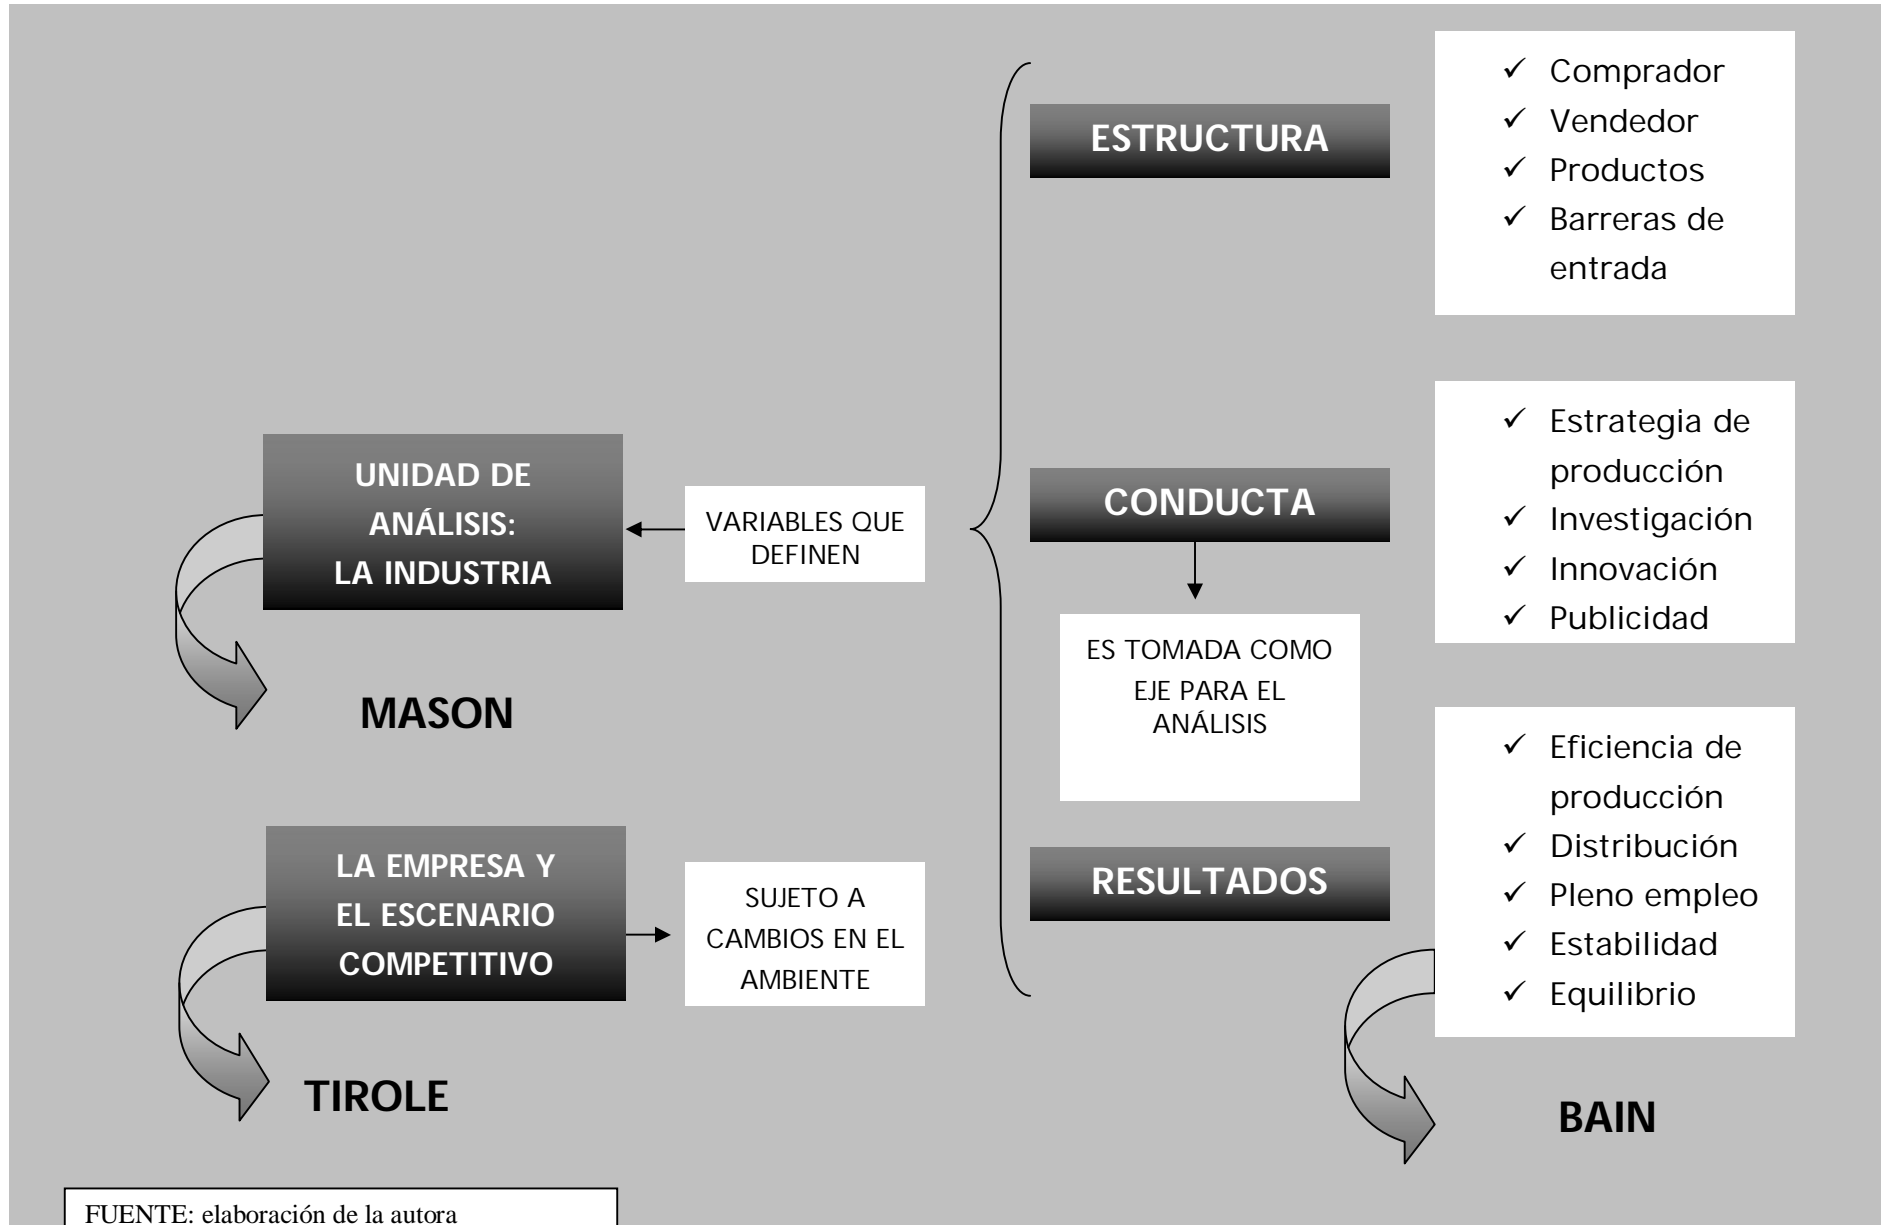 UNIDAD DE
ANÁLISIS:
LA INDUSTRIA
VARIABLES QUE
DEFINEN
MASON
LA EMPRESA Y
EL ESCENARIO
COMPETITIVO
SUJETO A
CAMBIOS EN EL
AMBIENTE
TIROLE
ESTRUCTURA
✓ Comprador
✓ Vendedor
✓ Productos
✓ Barreras de
entrada
CONDUCTA
✓ Estrategia de
producción
✓ Investigación
✓ Innovación
✓ Publicidad
ES TOMADA COMO
EJE PARA EL
ANÁLISIS
RESULTADOS
✓ Eficiencia de
producción
✓ Distribución
✓ Pleno empleo
✓ Estabilidad
✓ Equilibrio
BAIN
FUENTE: elaboración de la autora